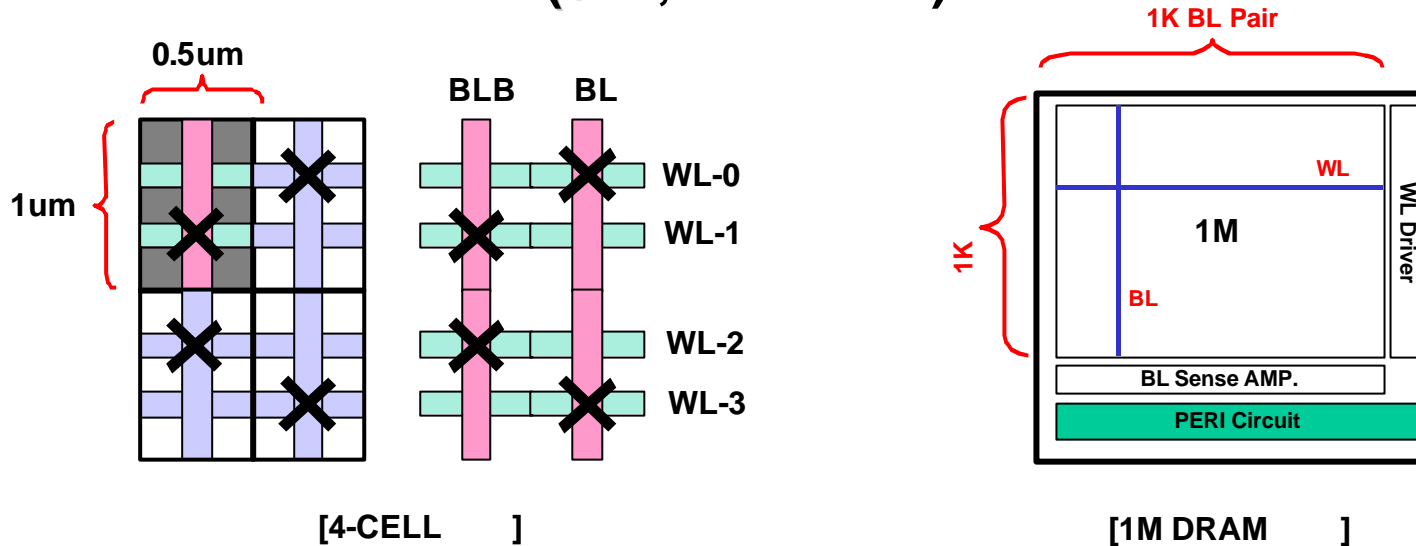 1K BL Pair
0.5um
BLB BL
WL-0
1um
WL-1
WL-2
WL-3
WL
WL Driver
1M
1K
BL
BL Sense AMP.
PERI Circuit
[4-CELL ]
[1M DRAM ]